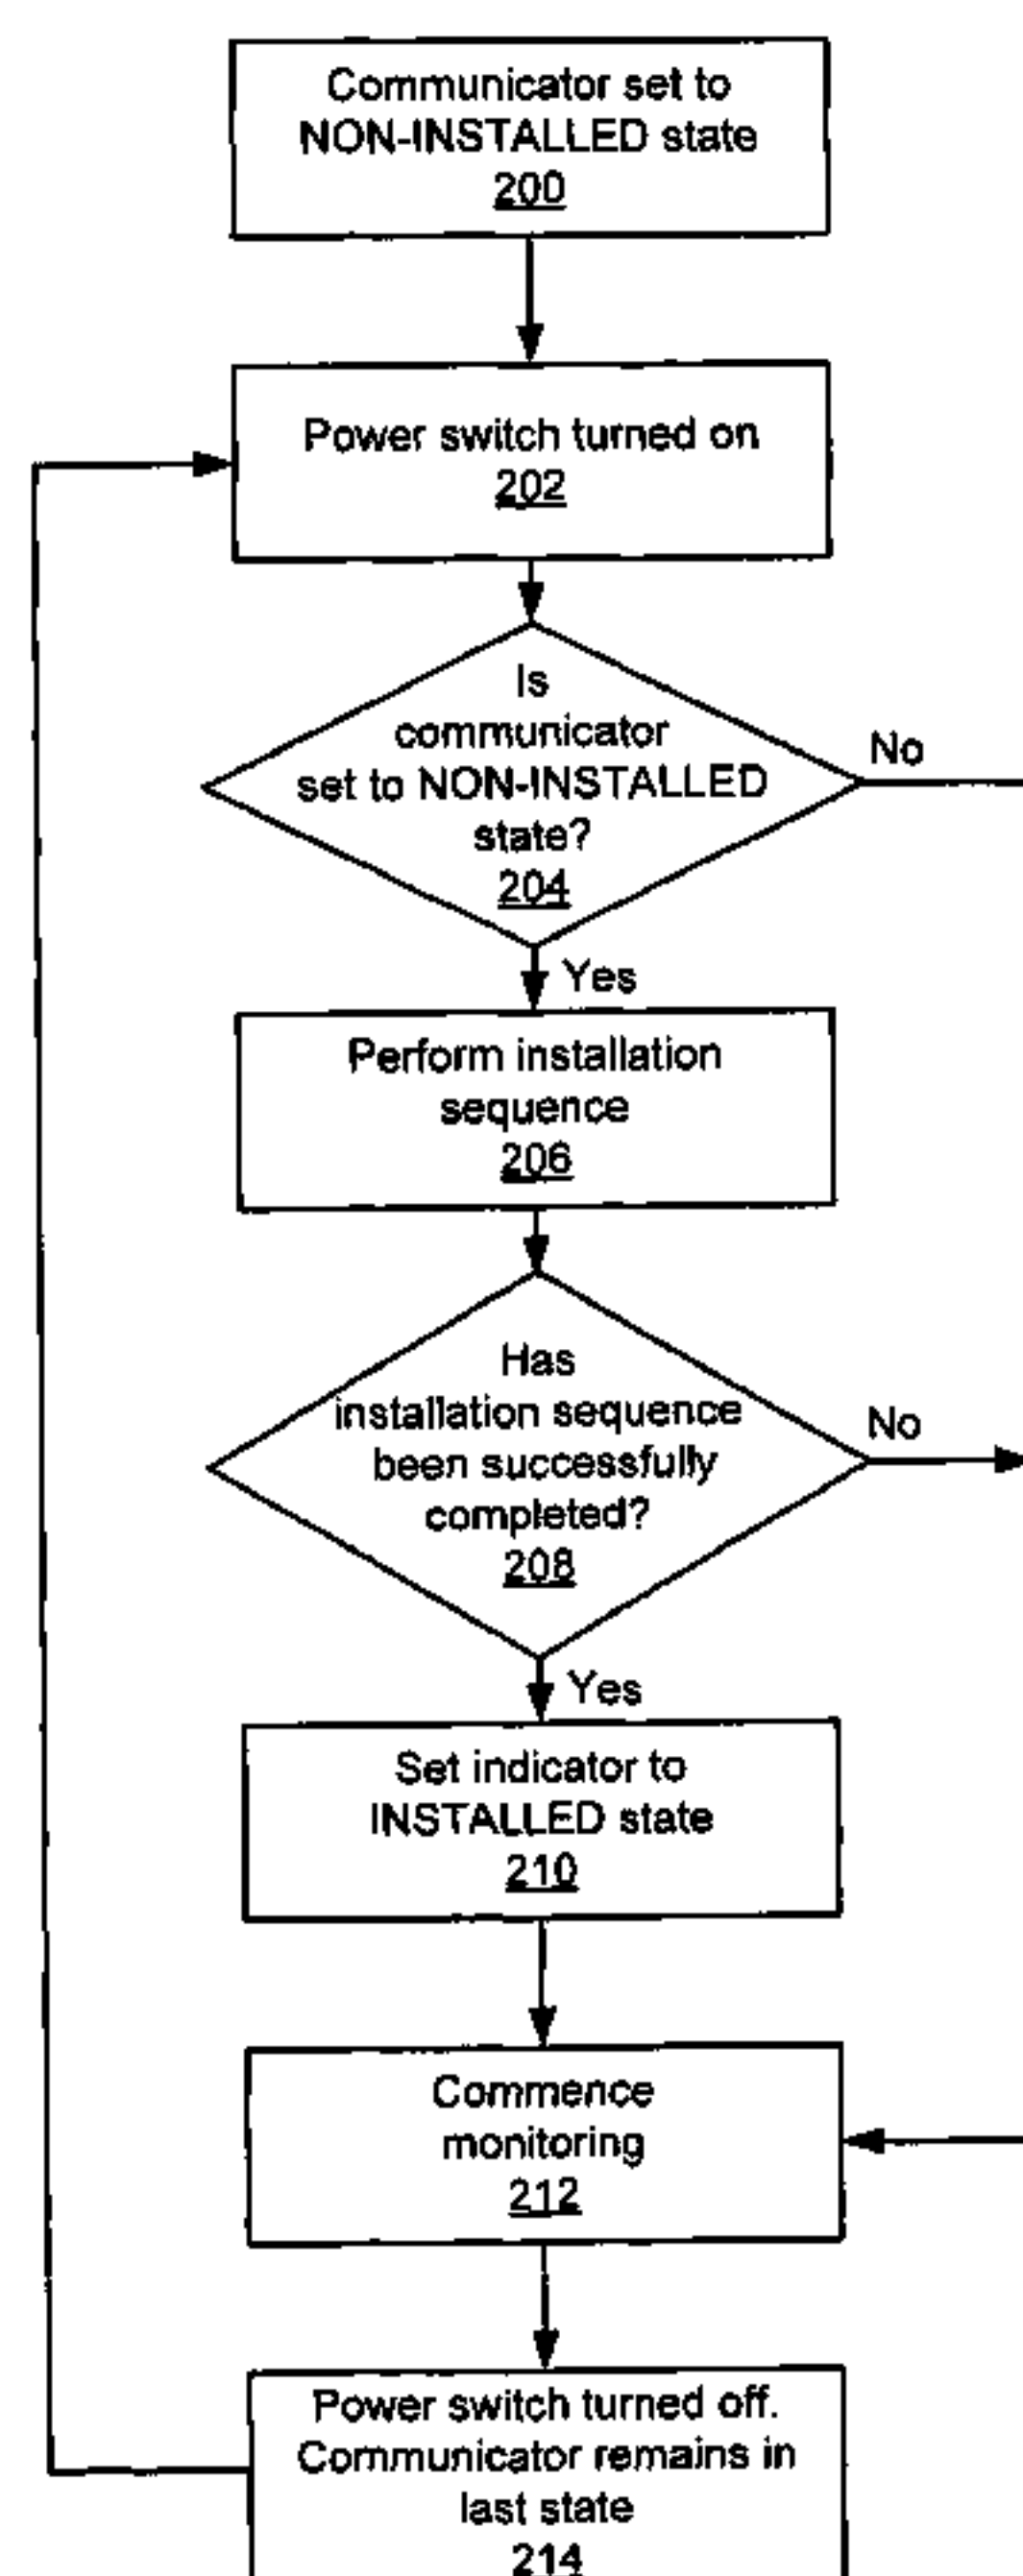 Communicator set to
NON-INSTALLED state
200
Power switch turned on
202
Is
communicator
set to NON-INSTALLED
state?
204
No
Yes
Perform installation
sequence
206
Has
installation sequence
been successfully
completed?
208
No
Yes
Set indicator to
INSTALLED state
210
Commence
monitoring
212
Power switch turned off.
Communicator remains in
last state
214